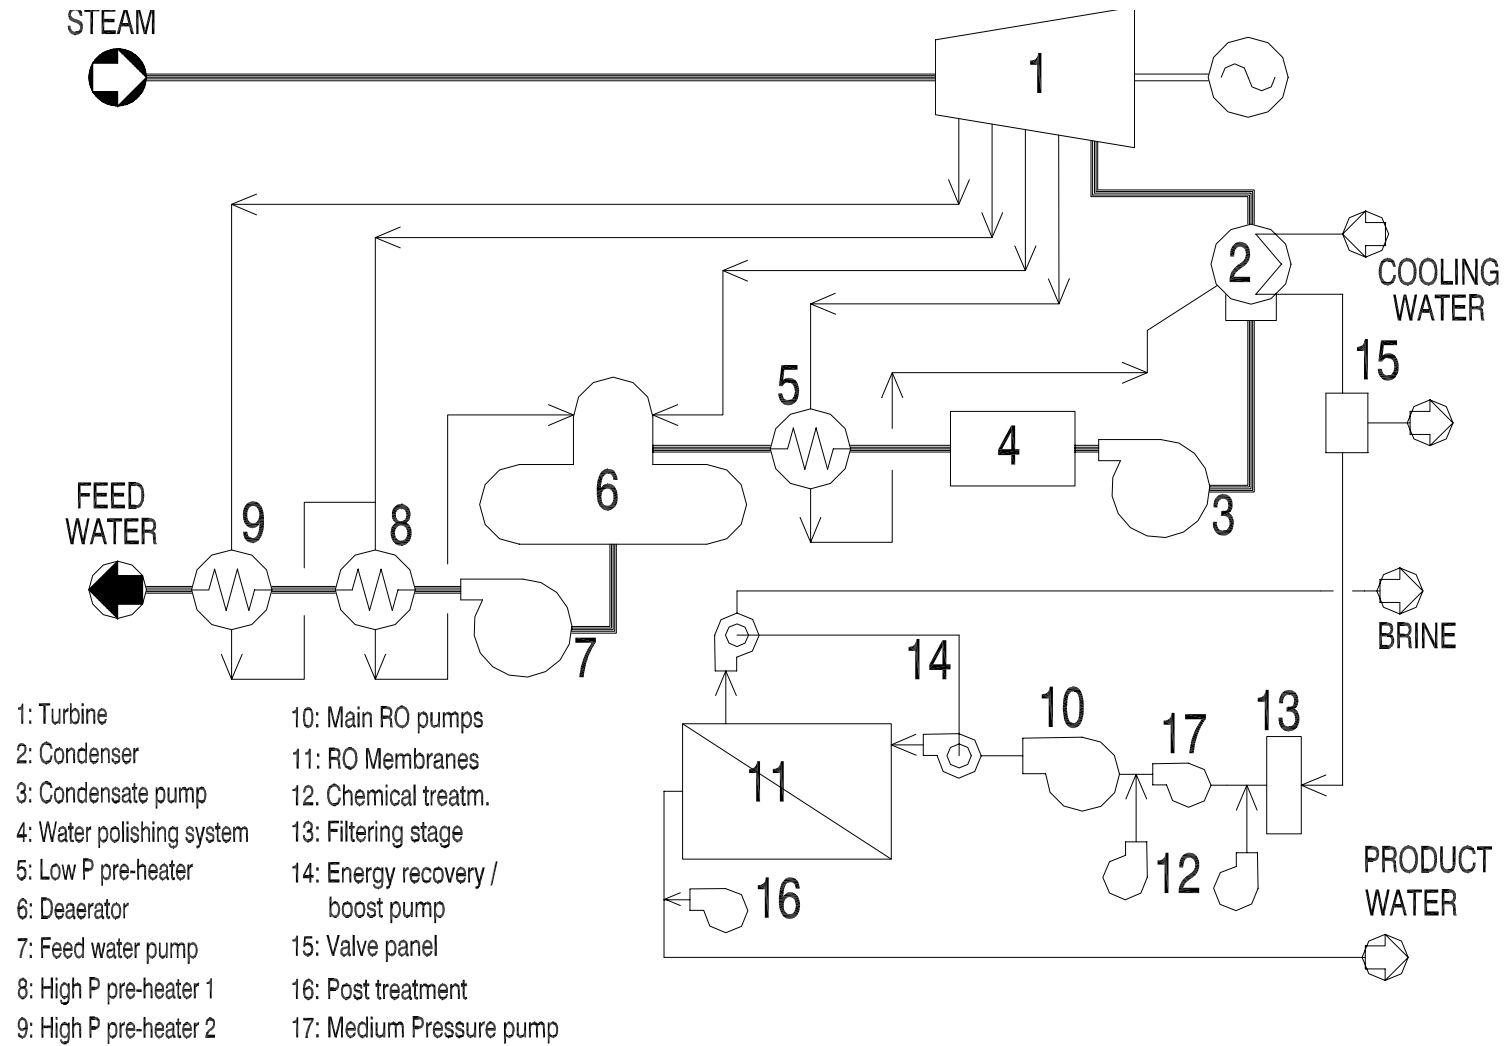 STEAM
1
2
COOLING
WATER
15
5
4
3
6
FEED
WATER
9
8
7
BRINE
14
10
17
13
11
12
16
PRODUCT
WATER
1: Turbine
2: Condenser
3: Condensate pump
4: Water polishing system
5: Low P pre-heater
6: Deaerator
7: Feed water pump
8: High P pre-heater 1
9: High P pre-heater 2
10: Main RO pumps
11: RO Membranes
12. Chemical treatm.
13: Filtering stage
14: Energy recovery /
boost pump
15: Valve panel
16: Post treatment
17: Medium Pressure pump